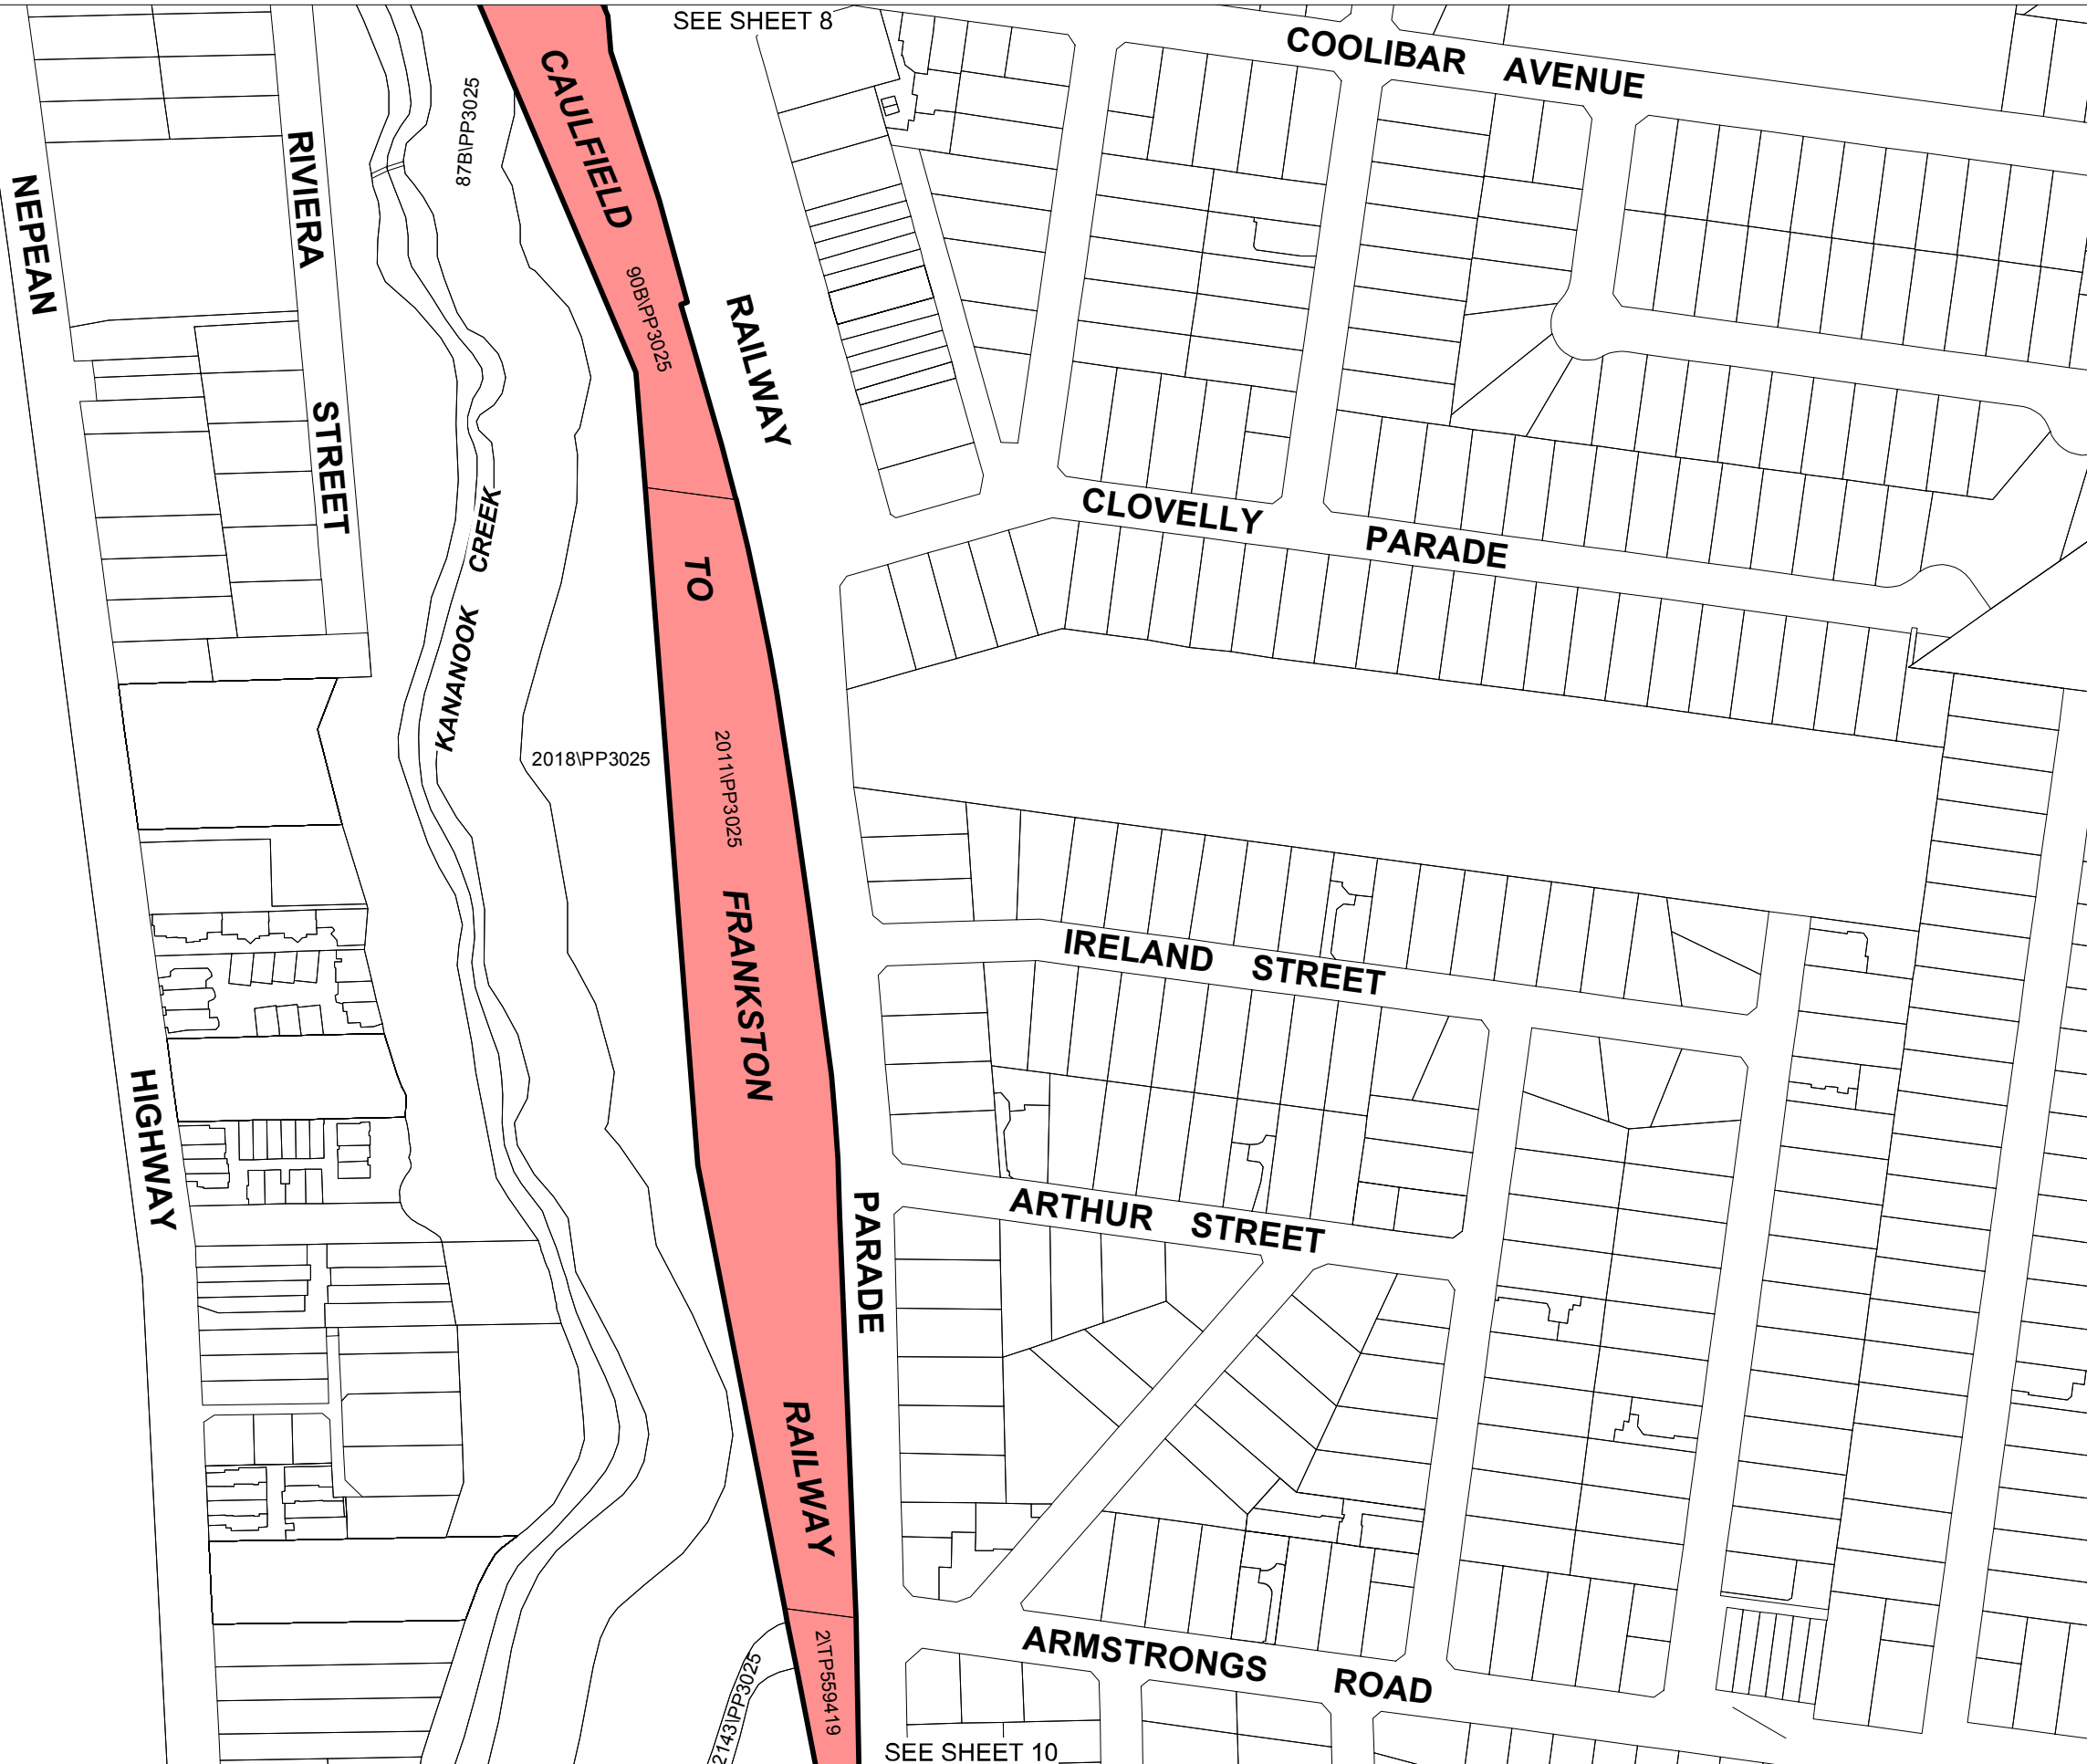 SEE SHEET 8
COOLIBAR AVENUE
NEPEAN
RIVIERA
STREET
87B\PP3025
CAULFIELD
90B\PP3025
RAILWAY
CLOVELLY PARADE
KANANOOK CREEK
TO
2018\PP3025
2011\PP3025
FRANKSTON
IRELAND STREET
HIGHWAY
PARADE
ARTHUR STREET
RAILWAY
2\TP559419
2143\PP3025
ARMSTRONGS ROAD
SEE SHEET 10